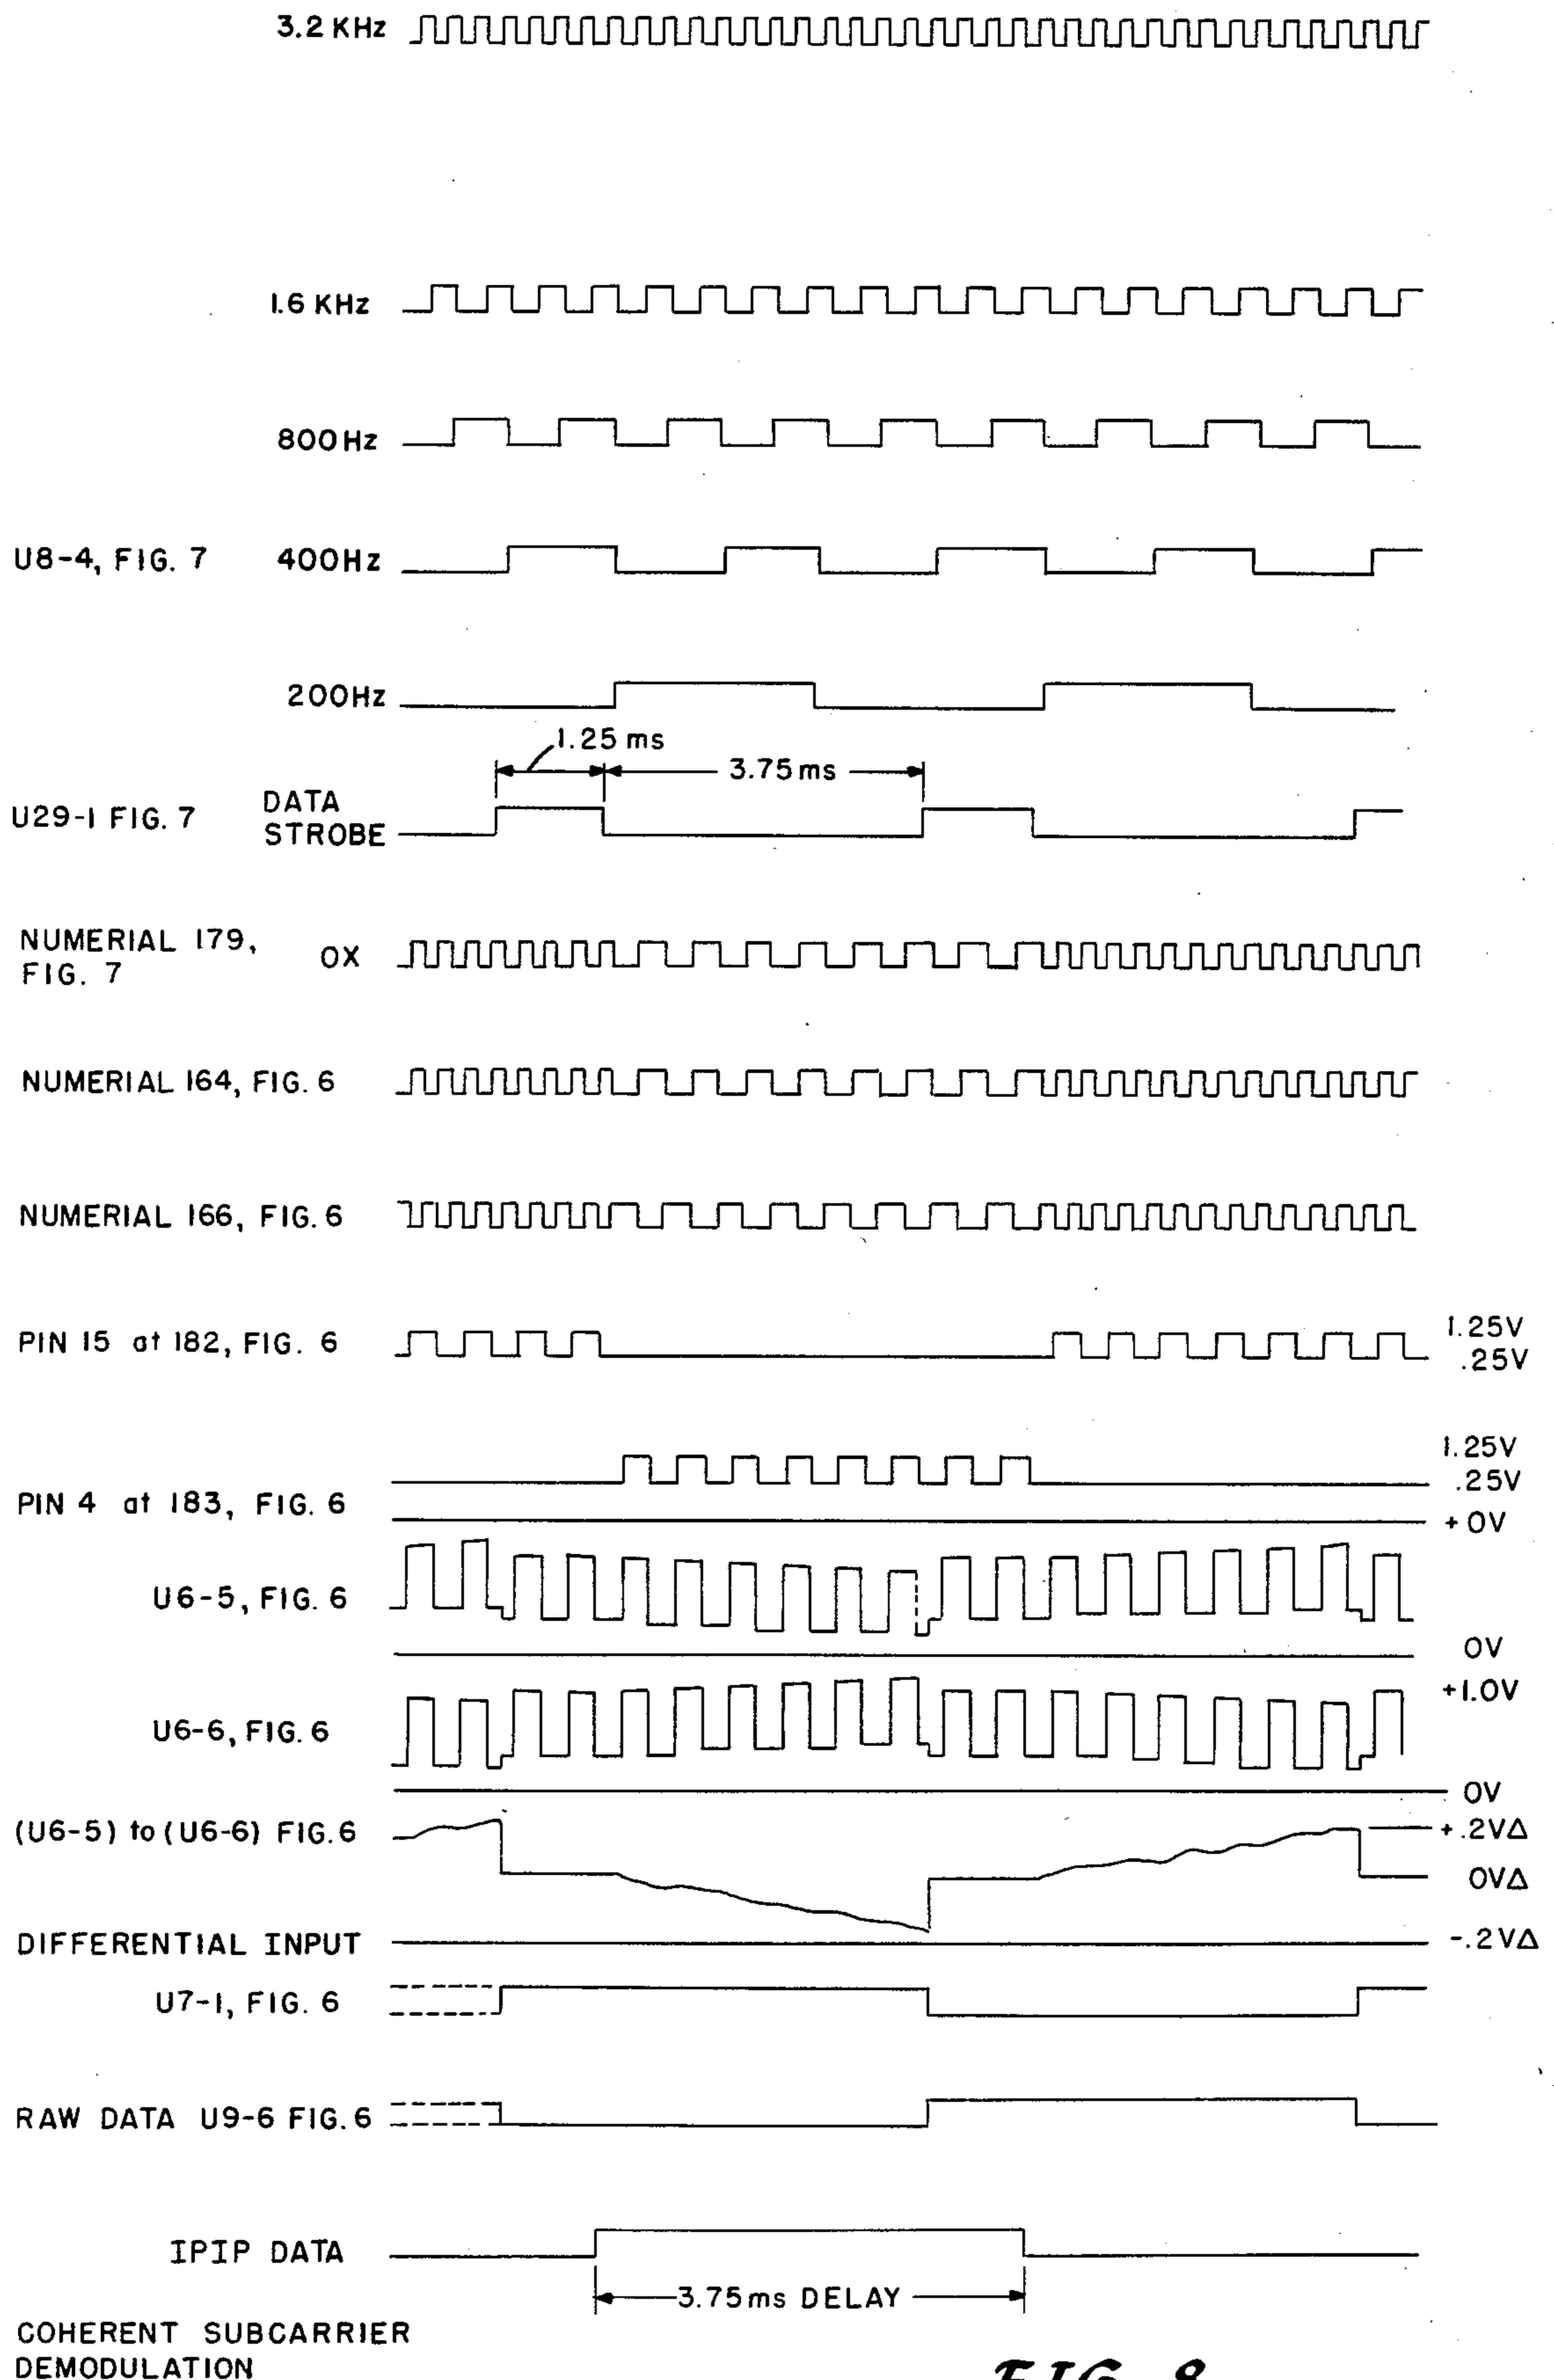 3.2 KHz
1.6 KHz
800Hz
U8-4, FIG. 7 400Hz
200Hz
1.25 ms
3.75ms
U29-1 FIG. 7 DATA STROBE
NUMERIAL 179, FIG. 7 OX
NUMERIAL 164, FIG. 6
NUMERIAL 166, FIG. 6
PIN 15 at 182, FIG. 6
1.25V
.25V
1.25V
.25V
PIN 4 at 183, FIG. 6
+ 0V
U6-5, FIG. 6
0V
+1.0V
U6-6, FIG. 6
0V
(U6-5) to (U6-6) FIG.6
+.2VΔ
0VΔ
DIFFERENTIAL INPUT
-.2VΔ
U7-1, FIG. 6
RAW DATA U9-6 FIG.6
IPIP DATA
3.75ms DELAY
COHERENT SUBCARRIER
DEMODULATION
FIG. 8